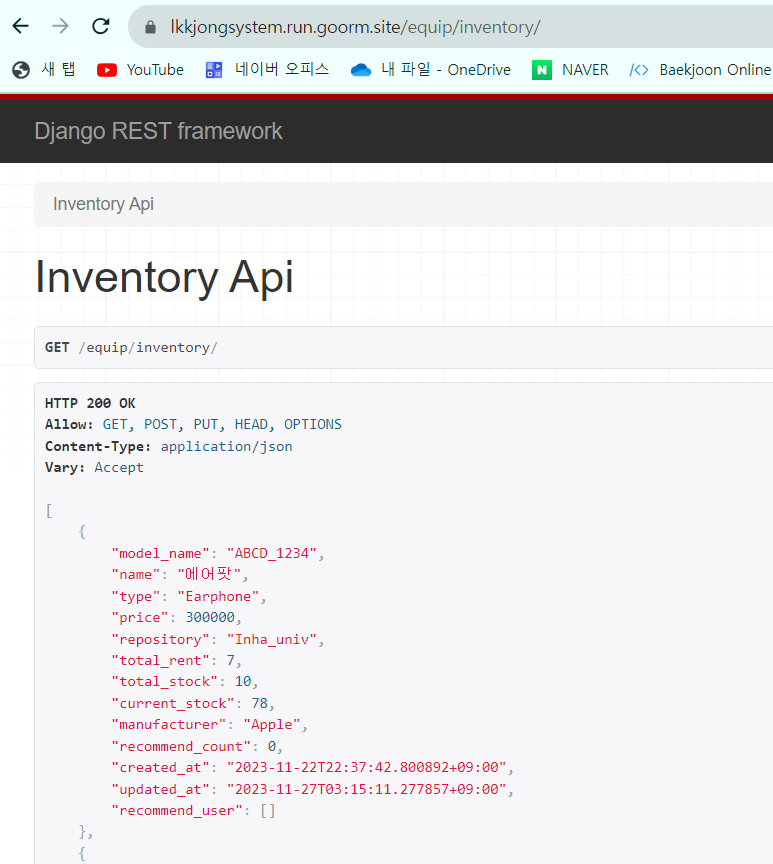 lkkjongsystem.run.goorm.site/equip/inventory/
새 탭 YouTube 네이버 오피스 내 파일 - OneDrive N NAVER /<> Baekjoon Online
Django REST framework
Inventory Api
Inventory Api
GET /equip/inventory/
HTTP 200 OK
Allow: GET, POST, PUT, HEAD, OPTIONS
Content-Type: application/json
Vary: Accept
[
    {
        "model_name": "ABCD_1234",
        "name": "에어팟",
        "type": "Earphone",
        "price": 300000,
        "repository": "Inha_univ",
        "total_rent": 7,
        "total_stock": 10,
        "current_stock": 78,
        "manufacturer": "Apple",
        "recommend_count": 0,
        "created_at": "2023-11-22T22:37:42.800892+09:00",
        "updated_at": "2023-11-27T03:15:11.277857+09:00",
        "recommend_user": []
    },
    {